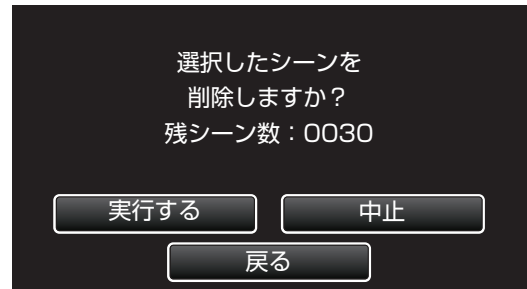 選択したシーンを
削除しますか？
残シーン数：0030
実行する
中止
戻る